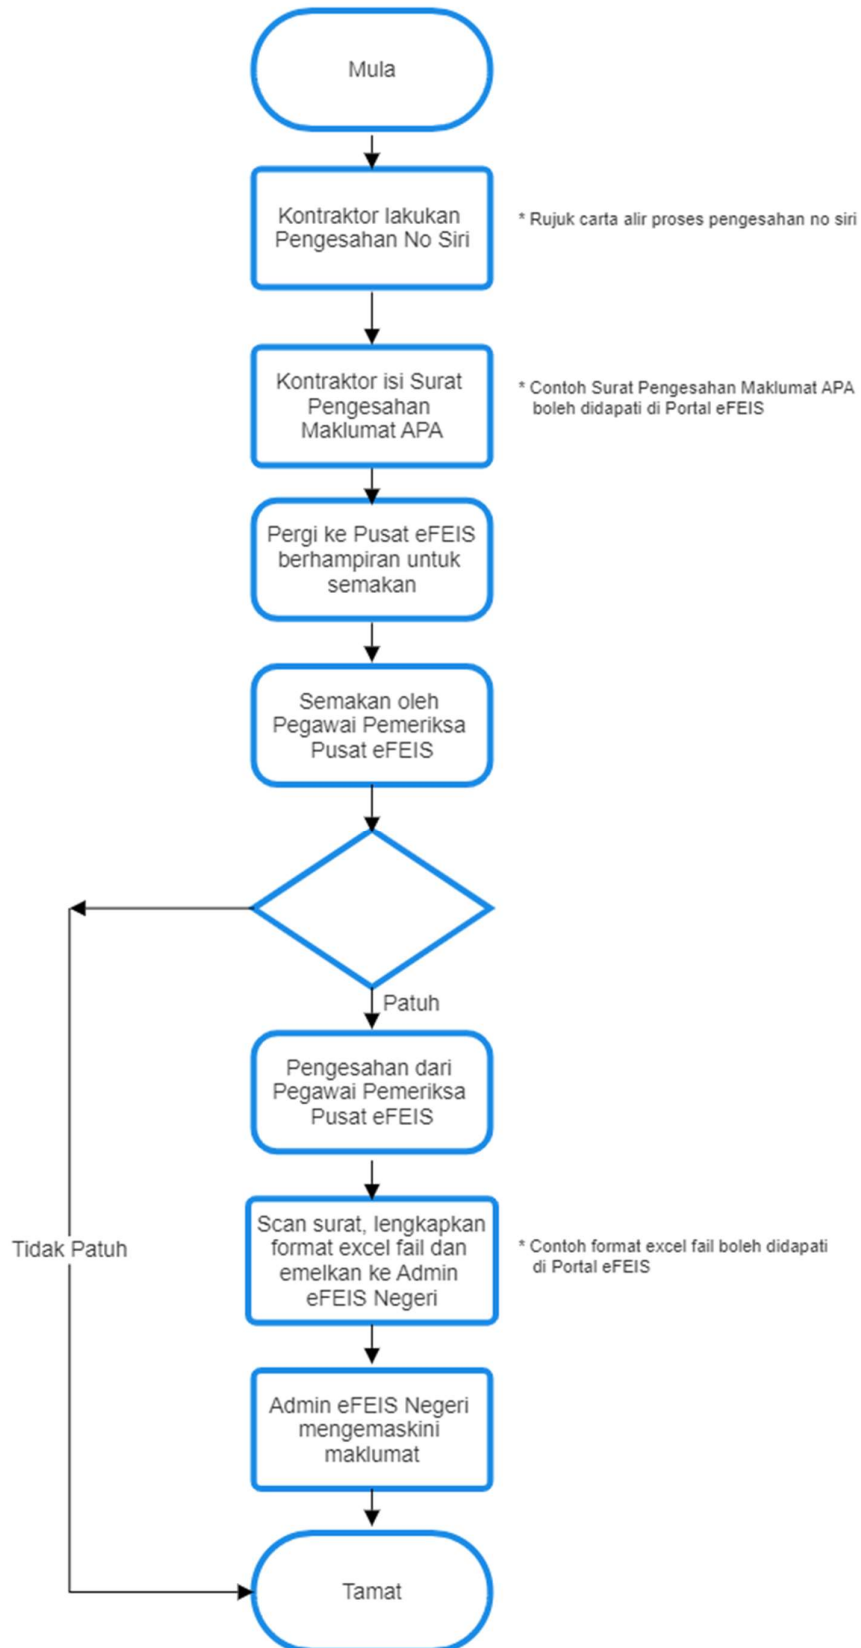 Mula
Kontraktor lakukan
Pengesahan No Siri
* Rujuk carta alir proses pengesahan no siri
Kontraktor isi Surat
Pengesahan
Maklumat APA
* Contoh Surat Pengesahan Maklumat APA
boleh didapati di Portal eFEIS
Pergi ke Pusat eFEIS
berhampiran untuk
semakan
Semakan oleh
Pegawai Pemeriksa
Pusat eFEIS
Patuh
Pengesahan dari
Pegawai Pemeriksa
Pusat eFEIS
Tidak Patuh
Scan surat, lengkapkan
format excel fail dan
emelkan ke Admin
eFEIS Negeri
* Contoh format excel fail boleh didapati
di Portal eFEIS
Admin eFEIS Negeri
mengemaskini
maklumat
Tamat